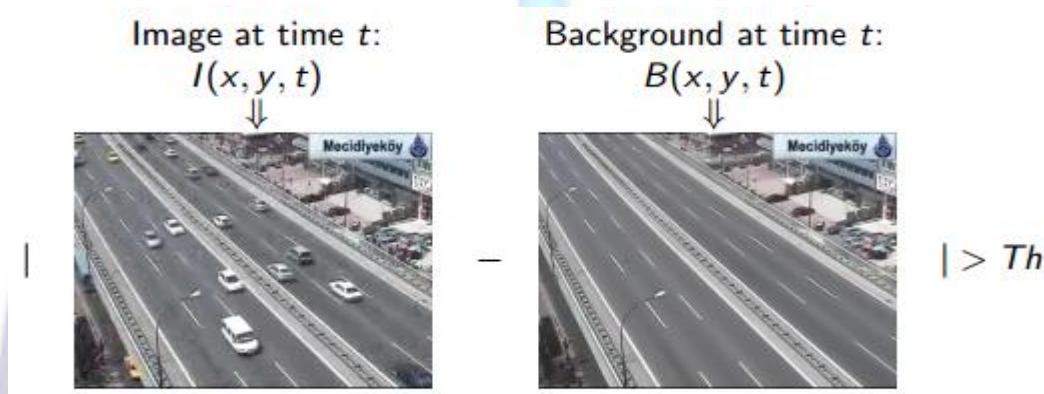 Image at time t:
I(x, y, t)
⇓
Background at time t:
B(x, y, t)
⇓
Mecidiyeköy
Mecidiyeköy
| − | > Th